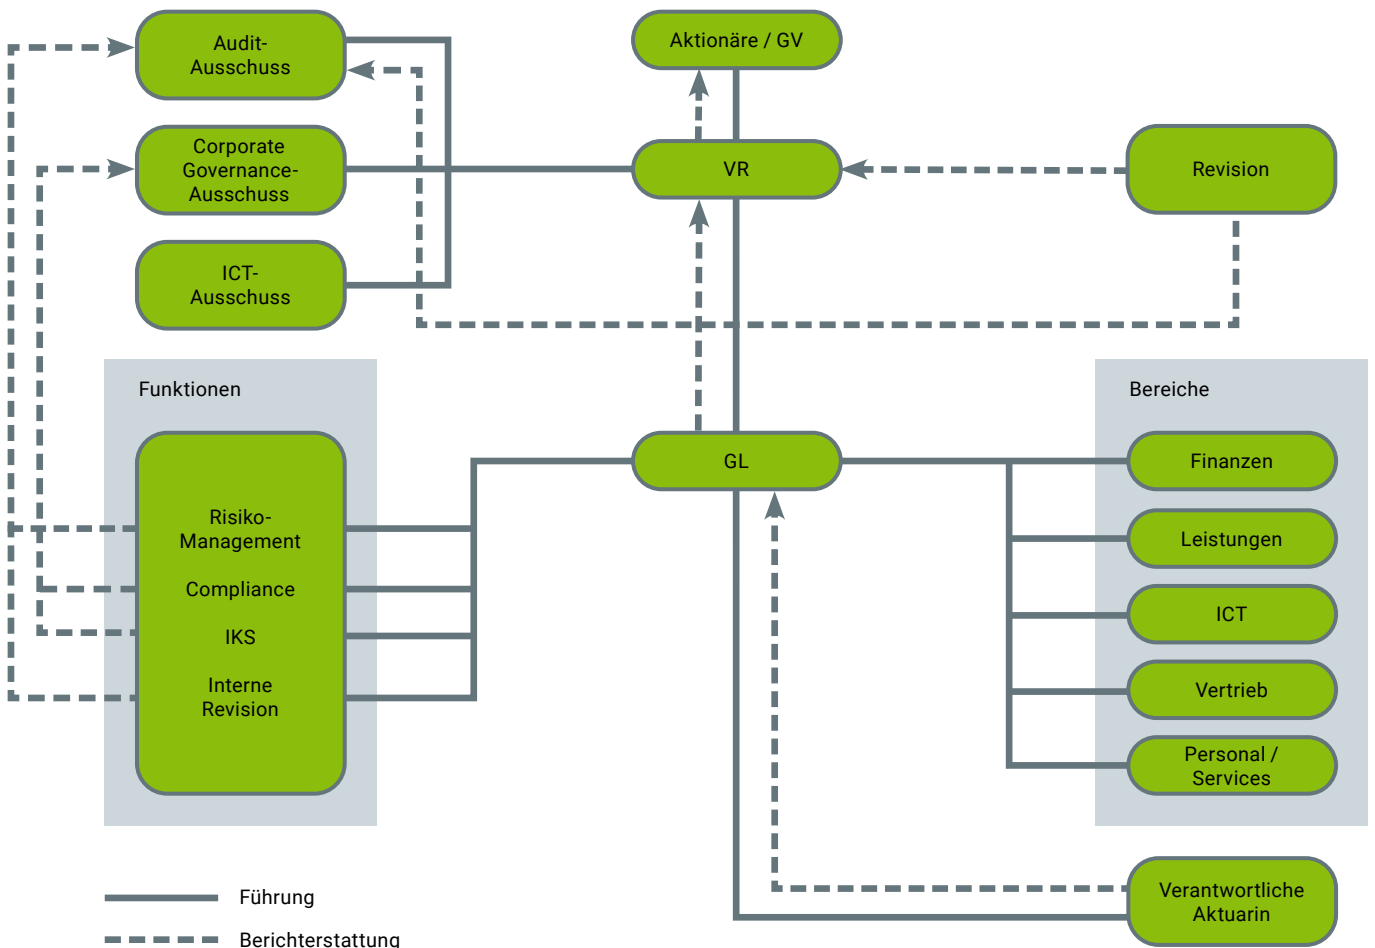 Audit-
Ausschuss
Aktionäre / GV
Corporate
Governance-
Ausschuss
VR
Revision
ICT-
Ausschuss
Funktionen
Bereiche
GL
Finanzen
Risiko-
Management
Leistungen
Compliance
ICT
IKS
Interne
Revision
Vertrieb
Personal /
Services
Führung
Verantwortliche
Aktuarin
Berichterstattung